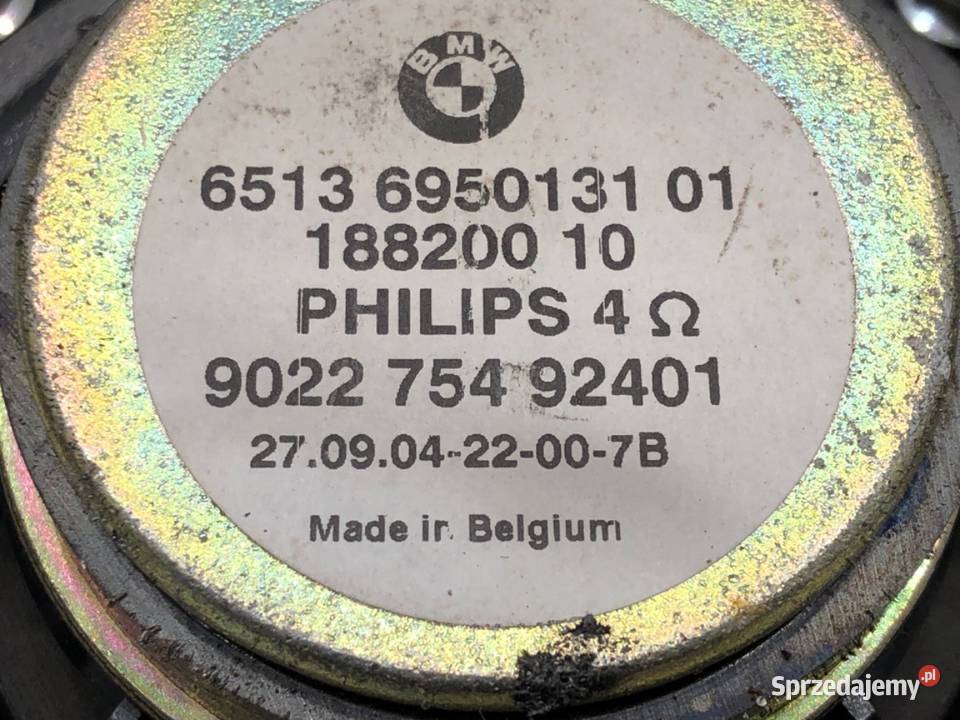 BMW
6513 6950131 01
188200 10
PHILIPS 4 Ω
9022 754 92401
27.09.04-22-00-7B
Made in Belgium
Sprzedajemy.pl